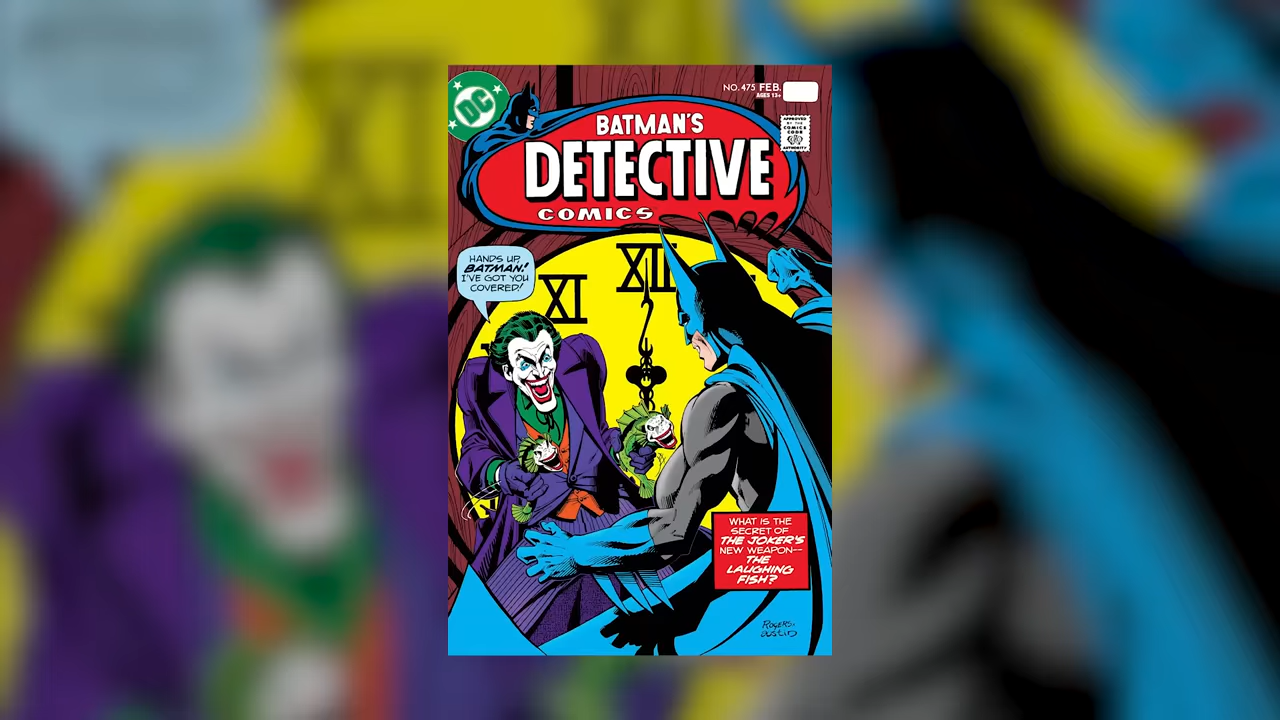 DC
NO. 475 FEB.
AGES 13+
APPROVED
BY THE
COMICS
CODE
AUTHORITY
BATMAN'S
DETECTIVE
COMICS
HANDS UP,
BATMAN!
I'VE GOT YOU
COVERED!
XI
XII
WHAT IS THE
SECRET OF
THE JOKER'S
NEW WEAPON--
THE
LAUGHING
FISH?
ROGERS &
AUSTIN